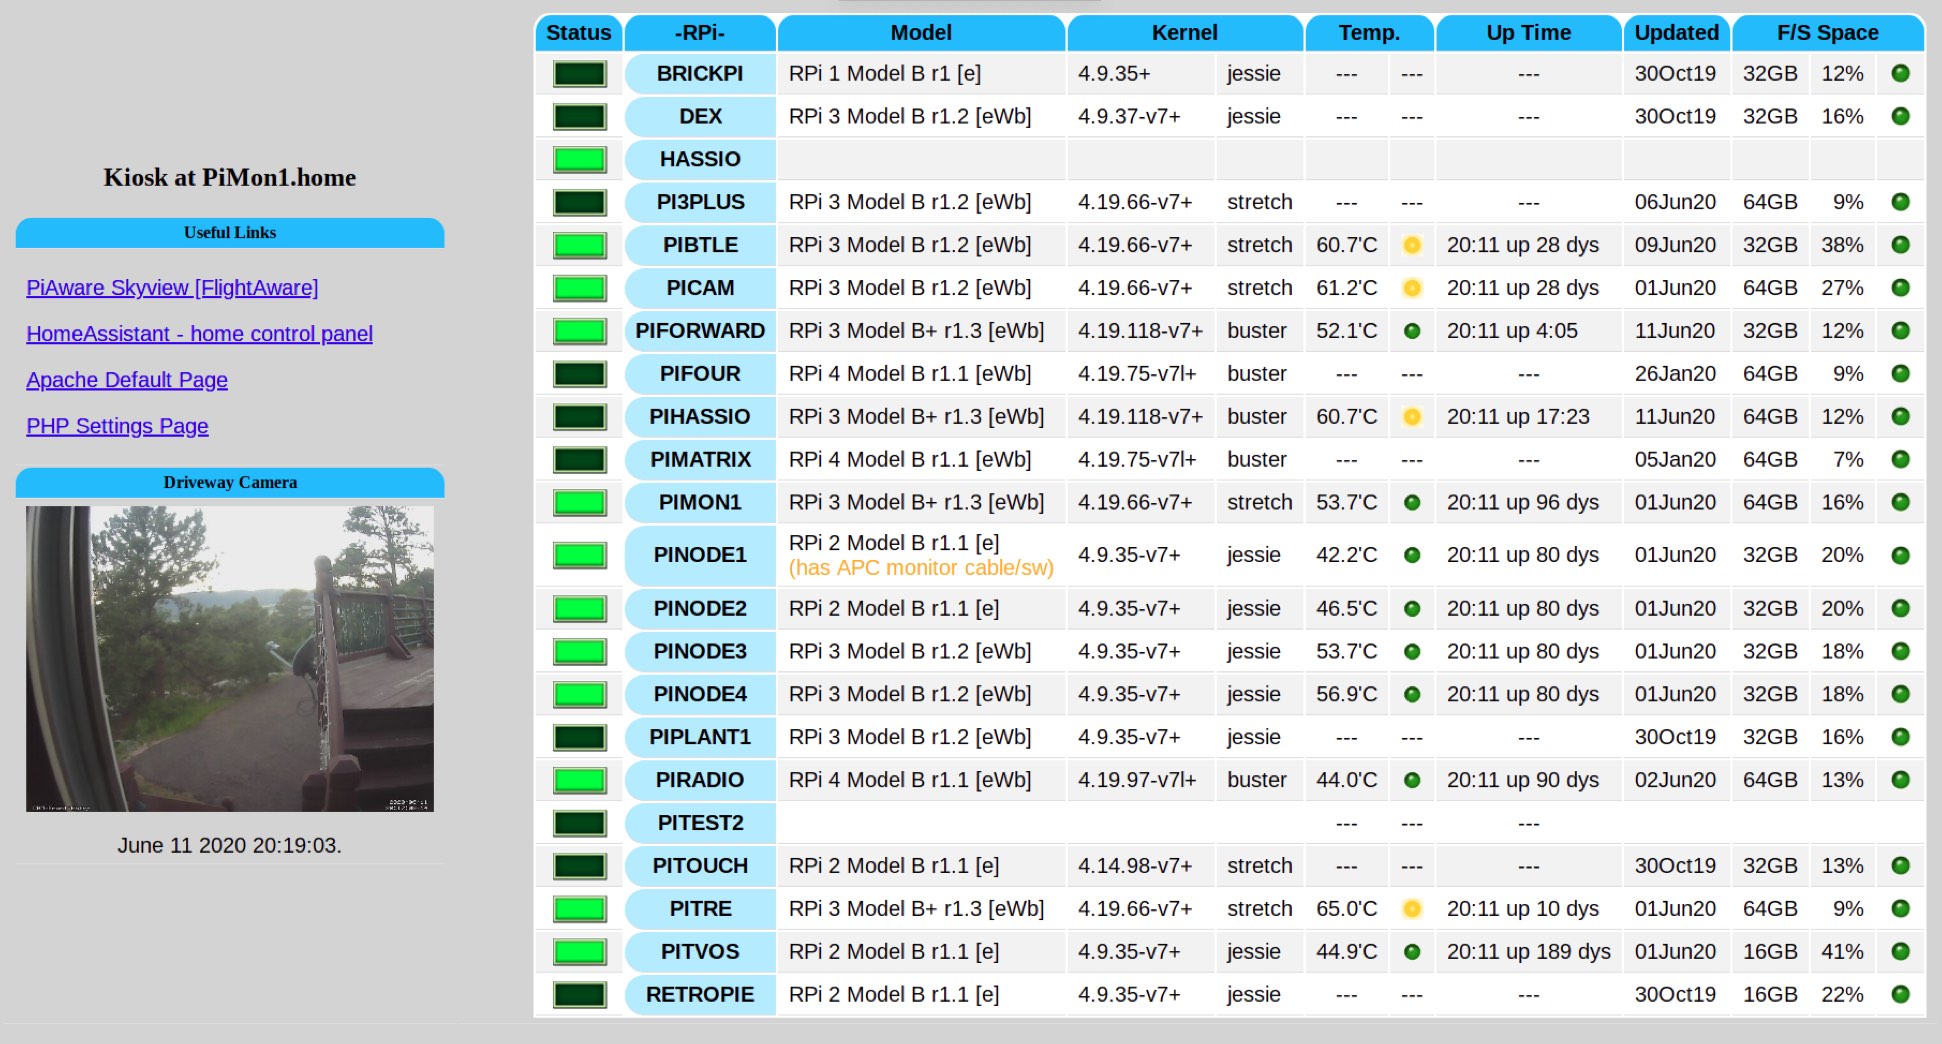 Kiosk at PiMon1.home
Useful Links
PiAware Skyview [FlightAware]
HomeAssistant - home control panel
Apache Default Page
PHP Settings Page
Driveway Camera
June 11 2020 20:19:03.
Status -RPi- Model Kernel Temp. Up Time Updated F/S Space
BRICKPI RPi 1 Model B r1 [e] 4.9.35+ jessie --- --- --- 30Oct19 32GB 12%
DEX RPi 3 Model B r1.2 [eWb] 4.9.37-v7+ jessie --- --- --- 30Oct19 32GB 16%
HASSIO
PI3PLUS RPi 3 Model B r1.2 [eWb] 4.19.66-v7+ stretch --- --- --- 06Jun20 64GB 9%
PIBTLE RPi 3 Model B r1.2 [eWb] 4.19.66-v7+ stretch 60.7'C 20:11 up 28 dys 09Jun20 32GB 38%
PICAM RPi 3 Model B r1.2 [eWb] 4.19.66-v7+ stretch 61.2'C 20:11 up 28 dys 01Jun20 64GB 27%
PIFORWARD RPi 3 Model B+ r1.3 [eWb] 4.19.118-v7+ buster 52.1'C 20:11 up 4:05 11Jun20 32GB 12%
PIFOUR RPi 4 Model B r1.1 [eWb] 4.19.75-v7l+ buster --- --- --- 26Jan20 64GB 9%
PIHASSIO RPi 3 Model B+ r1.3 [eWb] 4.19.118-v7+ buster 60.7'C 20:11 up 17:23 11Jun20 64GB 12%
PIMATRIX RPi 4 Model B r1.1 [eWb] 4.19.75-v7l+ buster --- --- --- 05Jan20 64GB 7%
PIMON1 RPi 3 Model B+ r1.3 [eWb] 4.19.66-v7+ stretch 53.7'C 20:11 up 96 dys 01Jun20 64GB 16%
PINODE1 RPi 2 Model B r1.1 [e] 4.9.35-v7+ jessie 42.2'C 20:11 up 80 dys 01Jun20 32GB 20%
(has APC monitor cable/sw)
PINODE2 RPi 2 Model B r1.1 [e] 4.9.35-v7+ jessie 46.5'C 20:11 up 80 dys 01Jun20 32GB 20%
PINODE3 RPi 3 Model B r1.2 [eWb] 4.9.35-v7+ jessie 53.7'C 20:11 up 80 dys 01Jun20 32GB 18%
PINODE4 RPi 3 Model B r1.2 [eWb] 4.9.35-v7+ jessie 56.9'C 20:11 up 80 dys 01Jun20 32GB 18%
PIPLANT1 RPi 3 Model B r1.2 [eWb] 4.9.35-v7+ jessie --- --- --- 30Oct19 32GB 16%
PIRADIO RPi 4 Model B r1.1 [eWb] 4.19.97-v7l+ buster 44.0'C 20:11 up 90 dys 02Jun20 64GB 13%
PITEST2 --- --- ---
PITOUCH RPi 2 Model B r1.1 [e] 4.14.98-v7+ stretch --- --- --- 30Oct19 32GB 13%
PITRE RPi 3 Model B+ r1.3 [eWb] 4.19.66-v7+ stretch 65.0'C 20:11 up 10 dys 01Jun20 64GB 9%
PITVOS RPi 2 Model B r1.1 [e] 4.9.35-v7+ jessie 44.9'C 20:11 up 189 dys 01Jun20 16GB 41%
RETROPIE RPi 2 Model B r1.1 [e] 4.9.35-v7+ jessie --- --- --- 30Oct19 16GB 22%